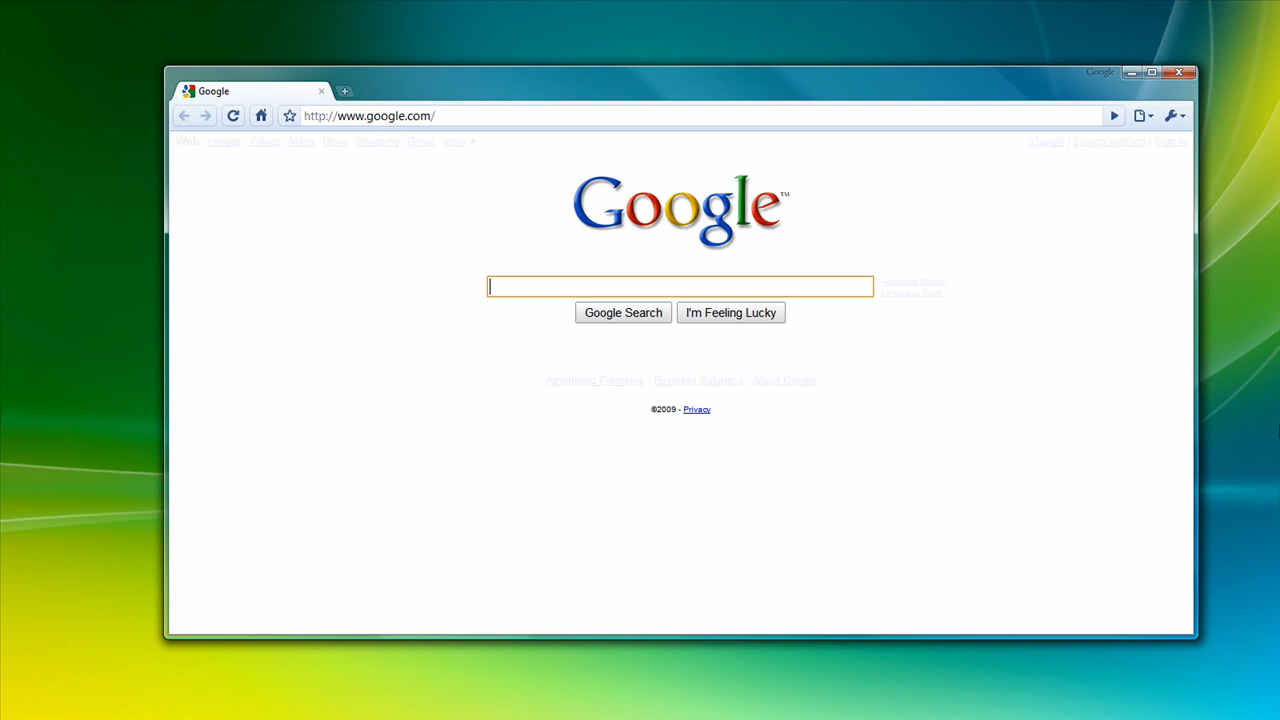 Google
Google
http://www.google.com/
Web Images Videos Maps News Shopping Gmail more ▼
iGoogle | Search settings | Sign in
Google™
Advanced Search
Language Tools
Google Search I'm Feeling Lucky
Advertising Programs - Business Solutions - About Google
©2009 - Privacy